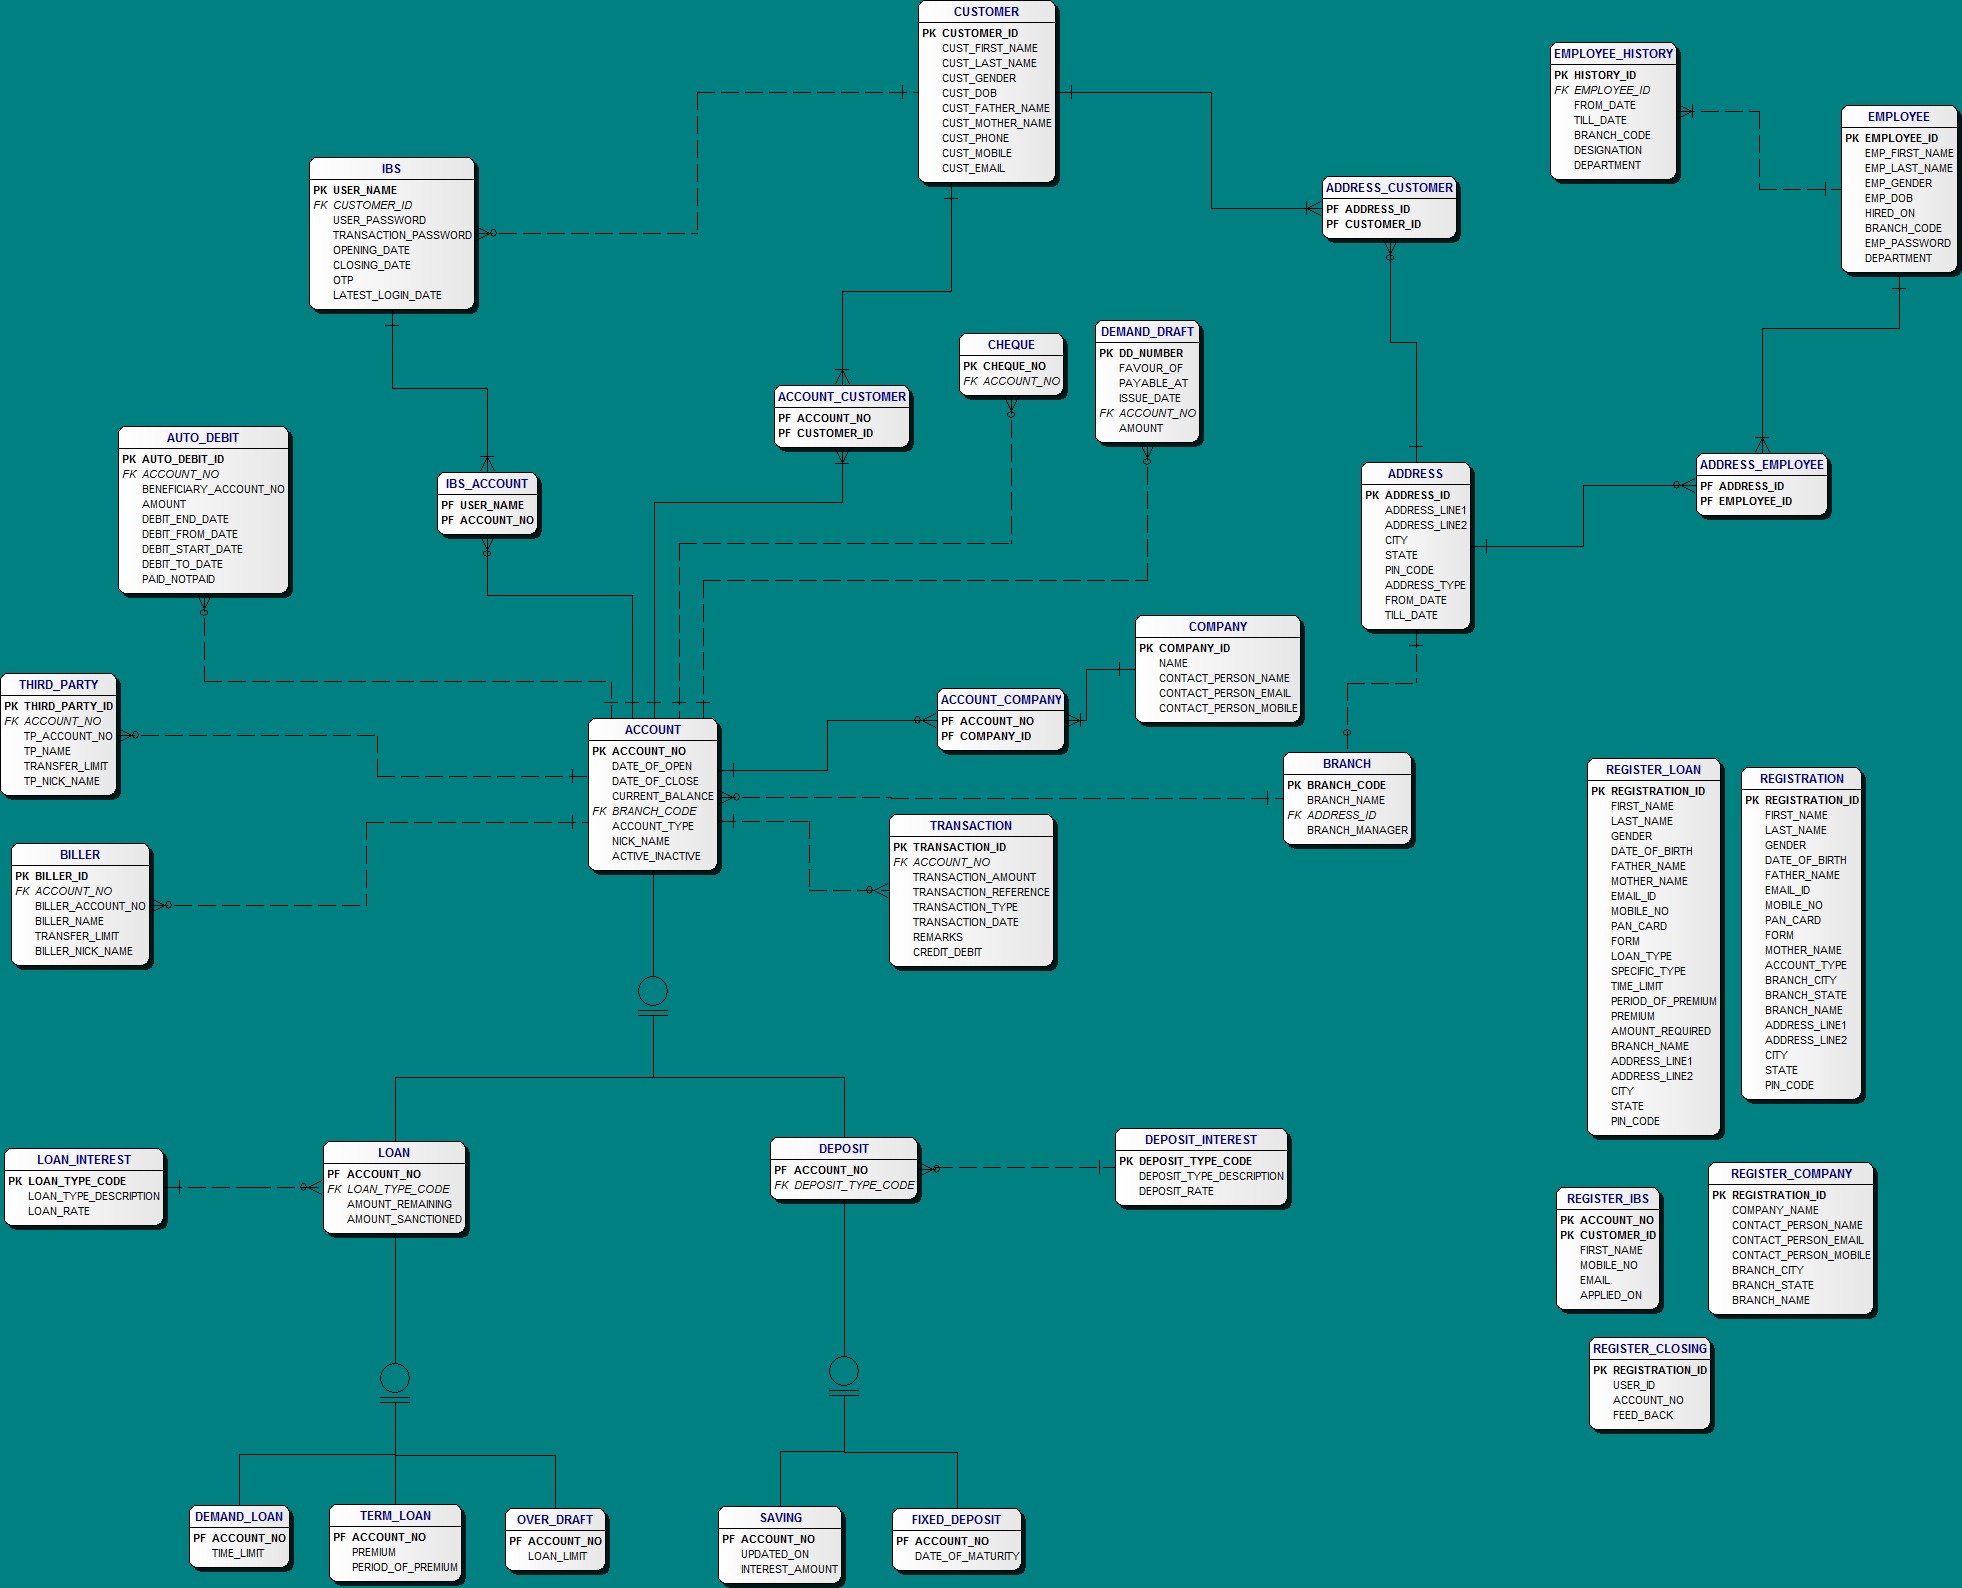 CUSTOMER
PK CUSTOMER_ID
CUST_FIRST_NAME
CUST_LAST_NAME
CUST_GENDER
CUST_DOB
CUST_FATHER_NAME
CUST_MOTHER_NAME
CUST_PHONE
CUST_MOBILE
CUST_EMAIL
EMPLOYEE_HISTORY
PK HISTORY_ID
FK EMPLOYEE_ID
FROM_DATE
TILL_DATE
BRANCH_CODE
DESIGNATION
DEPARTMENT
EMPLOYEE
PK EMPLOYEE_ID
EMP_FIRST_NAME
EMP_LAST_NAME
EMP_GENDER
EMP_DOB
HIRED_ON
BRANCH_CODE
EMP_PASSWORD
DEPARTMENT
IBS
PK USER_NAME
FK CUSTOMER_ID
USER_PASSWORD
TRANSACTION_PASSWORD
OPENING_DATE
CLOSING_DATE
OTP
LATEST_LOGIN_DATE
ADDRESS_CUSTOMER
PF ADDRESS_ID
PF CUSTOMER_ID
CHEQUE
PK CHEQUE_NO
FK ACCOUNT_NO
DEMAND_DRAFT
PK DD_NUMBER
FAVOUR_OF
PAYABLE_AT
ISSUE_DATE
FK ACCOUNT_NO
AMOUNT
ACCOUNT_CUSTOMER
PF ACCOUNT_NO
PF CUSTOMER_ID
AUTO_DEBIT
PK AUTO_DEBIT_ID
FK ACCOUNT_NO
BENEFICIARY_ACCOUNT_NO
AMOUNT
DEBIT_END_DATE
DEBIT_FROM_DATE
DEBIT_START_DATE
DEBIT_TO_DATE
PAID_NOTPAID
IBS_ACCOUNT
PF USER_NAME
PF ACCOUNT_NO
ADDRESS
PK ADDRESS_ID
ADDRESS_LINE1
ADDRESS_LINE2
CITY
STATE
PIN_CODE
ADDRESS_TYPE
FROM_DATE
TILL_DATE
ADDRESS_EMPLOYEE
PF ADDRESS_ID
PF EMPLOYEE_ID
COMPANY
PK COMPANY_ID
NAME
CONTACT_PERSON_NAME
CONTACT_PERSON_EMAIL
CONTACT_PERSON_MOBILE
THIRD_PARTY
PK THIRD_PARTY_ID
FK ACCOUNT_NO
TP_ACCOUNT_NO
TP_NAME
TRANSFER_LIMIT
TP_NICK_NAME
ACCOUNT_COMPANY
PF ACCOUNT_NO
PF COMPANY_ID
ACCOUNT
PK ACCOUNT_NO
DATE_OF_OPEN
DATE_OF_CLOSE
CURRENT_BALANCE
FK BRANCH_CODE
ACCOUNT_TYPE
NICK_NAME
ACTIVE_INACTIVE
BRANCH
PK BRANCH_CODE
BRANCH_NAME
FK ADDRESS_ID
BRANCH_MANAGER
BILLER
PK BILLER_ID
FK ACCOUNT_NO
BILLER_ACCOUNT_NO
BILLER_NAME
TRANSFER_LIMIT
BILLER_NICK_NAME
TRANSACTION
PK TRANSACTION_ID
FK ACCOUNT_NO
TRANSACTION_AMOUNT
TRANSACTION_REFERENCE
TRANSACTION_TYPE
TRANSACTION_DATE
REMARKS
CREDIT_DEBIT
REGISTER_LOAN
PK REGISTRATION_ID
FIRST_NAME
LAST_NAME
GENDER
DATE_OF_BIRTH
FATHER_NAME
MOTHER_NAME
EMAIL_ID
MOBILE_NO
PAN_CARD
FORM
LOAN_TYPE
SPECIFIC_TYPE
TIME_LIMIT
PERIOD_OF_PREMIUM
PREMIUM
AMOUNT_REQUIRED
BRANCH_NAME
ADDRESS_LINE1
ADDRESS_LINE2
CITY
STATE
PIN_CODE
REGISTRATION
PK REGISTRATION_ID
FIRST_NAME
LAST_NAME
GENDER
DATE_OF_BIRTH
FATHER_NAME
EMAIL_ID
MOBILE_NO
PAN_CARD
FORM
MOTHER_NAME
ACCOUNT_TYPE
BRANCH_CITY
BRANCH_STATE
BRANCH_NAME
ADDRESS_LINE1
ADDRESS_LINE2
CITY
STATE
PIN_CODE
LOAN_INTEREST
PK LOAN_TYPE_CODE
LOAN_TYPE_DESCRIPTION
LOAN_RATE
LOAN
PF ACCOUNT_NO
FK LOAN_TYPE_CODE
AMOUNT_REMAINING
AMOUNT_SANCTIONED
DEPOSIT
PF ACCOUNT_NO
FK DEPOSIT_TYPE_CODE
DEPOSIT_INTEREST
PK DEPOSIT_TYPE_CODE
DEPOSIT_TYPE_DESCRIPTION
DEPOSIT_RATE
REGISTER_IBS
PK ACCOUNT_NO
PK CUSTOMER_ID
FIRST_NAME
MOBILE_NO
EMAIL
APPLIED_ON
REGISTER_COMPANY
PK REGISTRATION_ID
COMPANY_NAME
CONTACT_PERSON_NAME
CONTACT_PERSON_EMAIL
CONTACT_PERSON_MOBILE
BRANCH_CITY
BRANCH_STATE
BRANCH_NAME
REGISTER_CLOSING
PK REGISTRATION_ID
USER_ID
ACCOUNT_NO
FEED_BACK
DEMAND_LOAN
PF ACCOUNT_NO
TIME_LIMIT
TERM_LOAN
PF ACCOUNT_NO
PREMIUM
PERIOD_OF_PREMIUM
OVER_DRAFT
PF ACCOUNT_NO
LOAN_LIMIT
SAVING
PF ACCOUNT_NO
UPDATED_ON
INTEREST_AMOUNT
FIXED_DEPOSIT
PF ACCOUNT_NO
DATE_OF_MATURITY